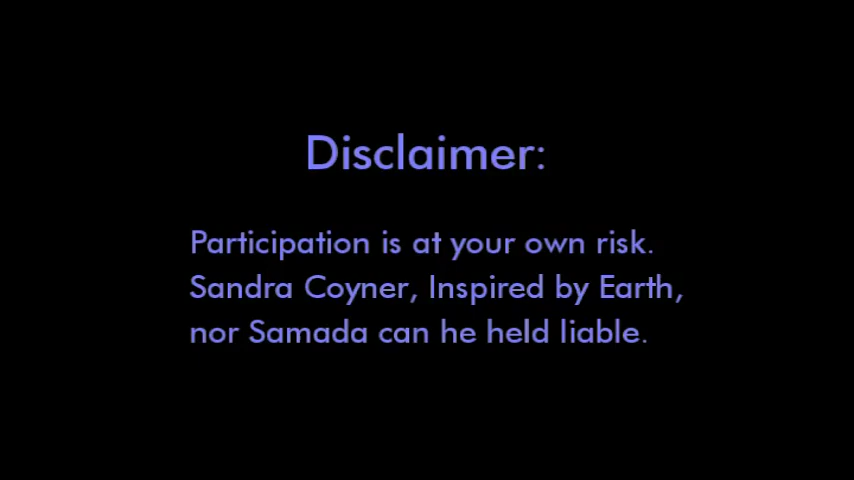 Disclaimer:
Participation is at your own risk.
Sandra Coyner, Inspired by Earth,
nor Samada can he held liable.